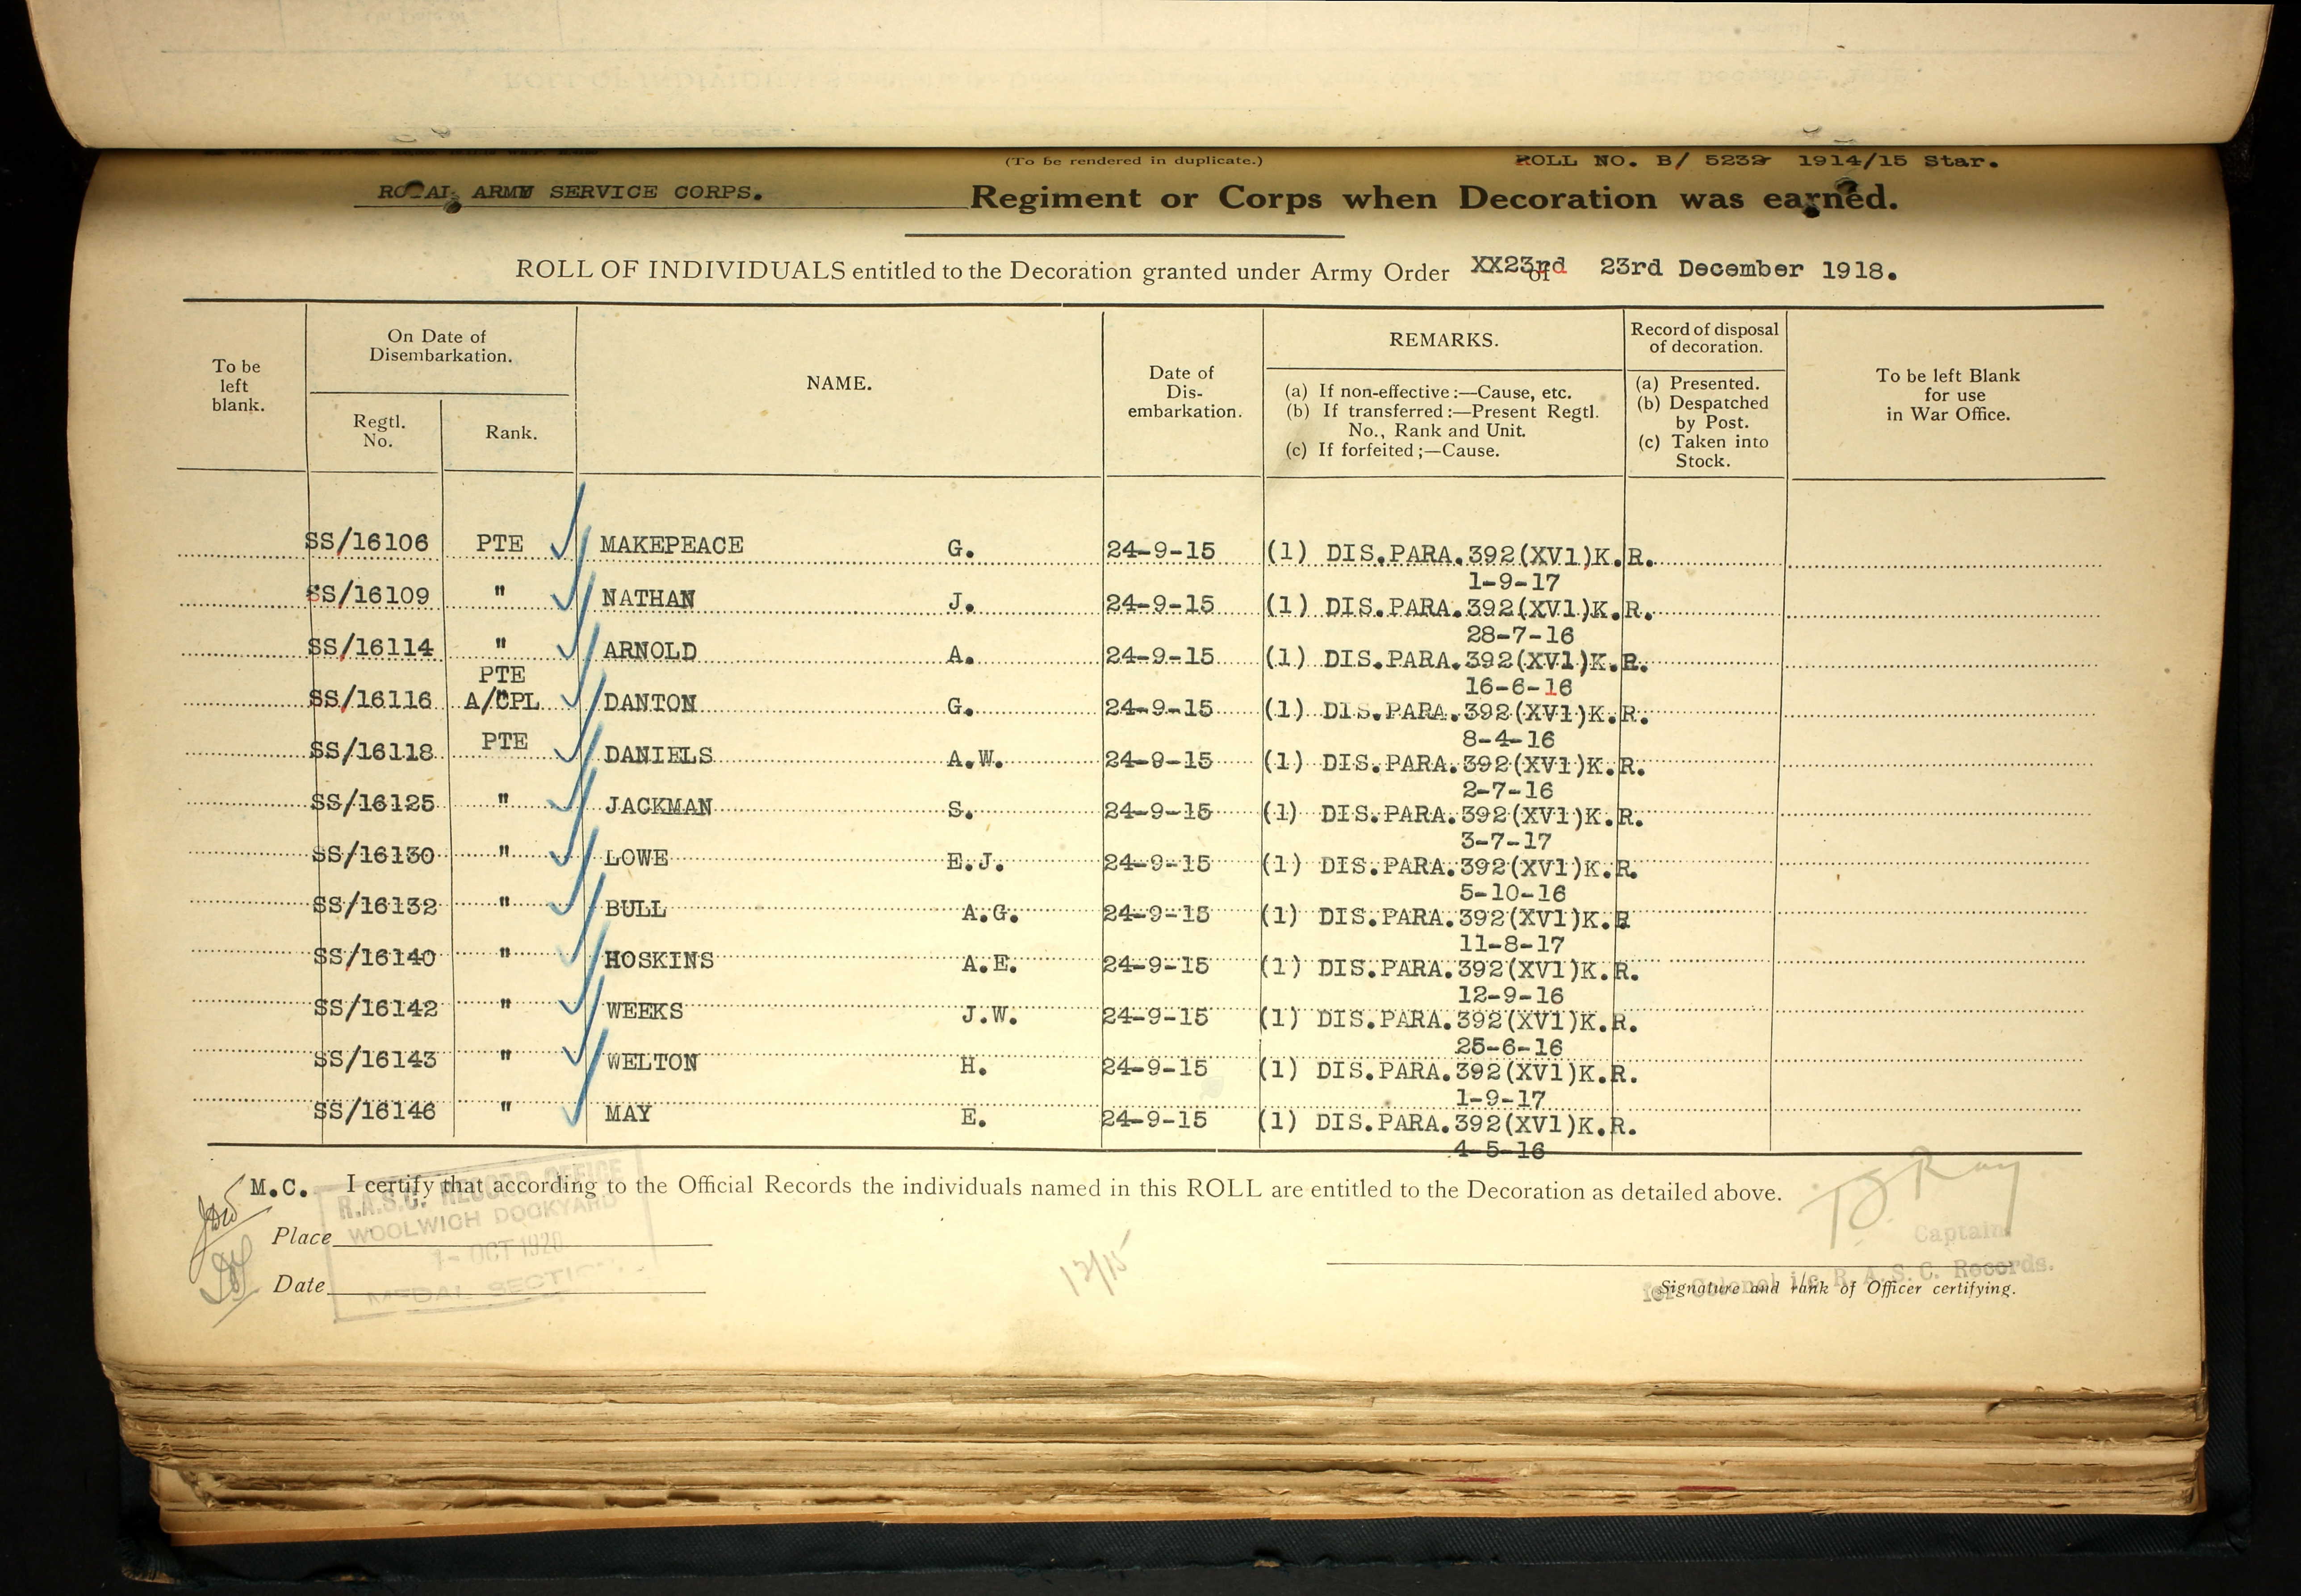 (To be rendered in duplicate.) ROLL NO. B/ 5232 1914/15 Star.
ROYAL ARMY SERVICE CORPS. Regiment or Corps when Decoration was earned.
ROLL OF INDIVIDUALS entitled to the Decoration granted under Army Order XX23rd of 23rd December 1918.
To be left blank.
On Date of Disembarkation.
Regtl. No.
Rank.
NAME.
Date of Dis-
embarkation.
REMARKS.
(a) If non-effective :—Cause, etc.
(b) If transferred :—Present Regtl.
No., Rank and Unit.
(c) If forfeited ;—Cause.
Record of disposal
of decoration.
(a) Presented.
(b) Despatched
by Post.
(c) Taken into
Stock.
To be left Blank
for use
in War Office.
SS/16106 PTE MAKEPEACE G. 24-9-15 (1) DIS.PARA.392(XV1)K.R.
1-9-17
SS/16109 " NATHAN J. 24-9-15 (1) DIS.PARA.392(XV1)K.R.
28-7-16
SS/16114 " ARNOLD A. 24-9-15 (1) DIS.PARA.392(XV1)K.R.
16-6-16
PTE
SS/16116 A/CPL DANTON G. 24-9-15 (1) DIS.PARA.392(XV1)K.R.
8-4-16
SS/16118 PTE DANIELS A.W. 24-9-15 (1) DIS.PARA.392(XV1)K.R.
2-7-16
SS/16125 " JACKMAN S. 24-9-15 (1) DIS.PARA.392(XV1)K.R.
3-7-17
SS/16130 " LOWE E.J. 24-9-15 (1) DIS.PARA.392(XV1)K.R.
5-10-16
SS/16132 " BULL A.G. 24-9-15 (1) DIS.PARA.392(XV1)K.R
11-8-17
SS/16140 " HOSKINS A.E. 24-9-15 (1) DIS.PARA.392(XV1)K.R.
12-9-16
SS/16142 " WEEKS J.W. 24-9-15 (1) DIS.PARA.392(XV1)K.R.
25-6-16
SS/16143 " WELTON H. 24-9-15 (1) DIS.PARA.392(XV1)K.R.
1-9-17
SS/16146 " MAY E. 24-9-15 (1) DIS.PARA.392(XV1)K.R.
4-5-16
M.C. I certify that according to the Official Records the individuals named in this ROLL are entitled to the Decoration as detailed above.
R.A.S.C. RECORD OFFICE
WOOLWICH DOCKYARD
1- OCT 1920
MEDAL SECTION
Place
Date
12/15
Captain
for Colonel i/c R.A.S.C. Records.
Signature and rank of Officer certifying.